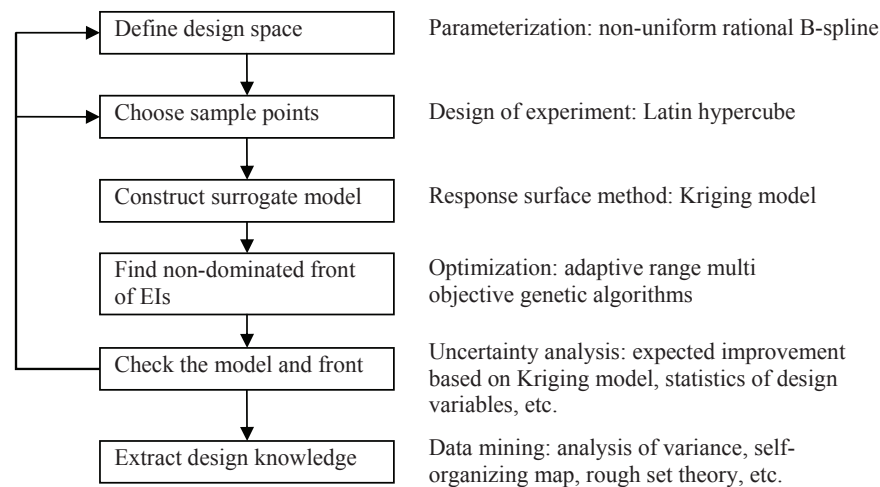 Define design space
Parameterization: non-uniform rational B-spline
Choose sample points
Design of experiment: Latin hypercube
Construct surrogate model
Response surface method: Kriging model
Find non-dominated front
of EIs
Optimization: adaptive range multi
objective genetic algorithms
Check the model and front
Uncertainty analysis: expected improvement
based on Kriging model, statistics of design
variables, etc.
Extract design knowledge
Data mining: analysis of variance, self-
organizing map, rough set theory, etc.